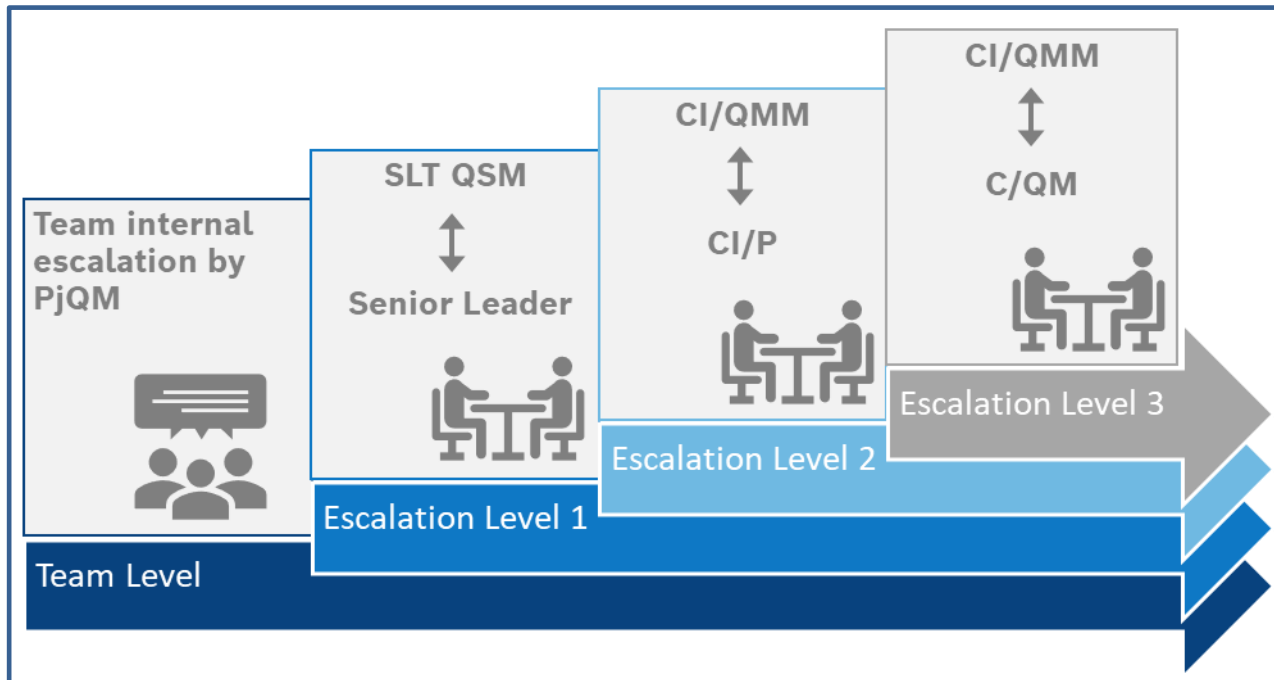 Team internal
escalation by
PjQM
Team Level
SLT QSM
Senior Leader
Escalation Level 1
CI/QMM
CI/P
Escalation Level 2
CI/QMM
C/QM
Escalation Level 3